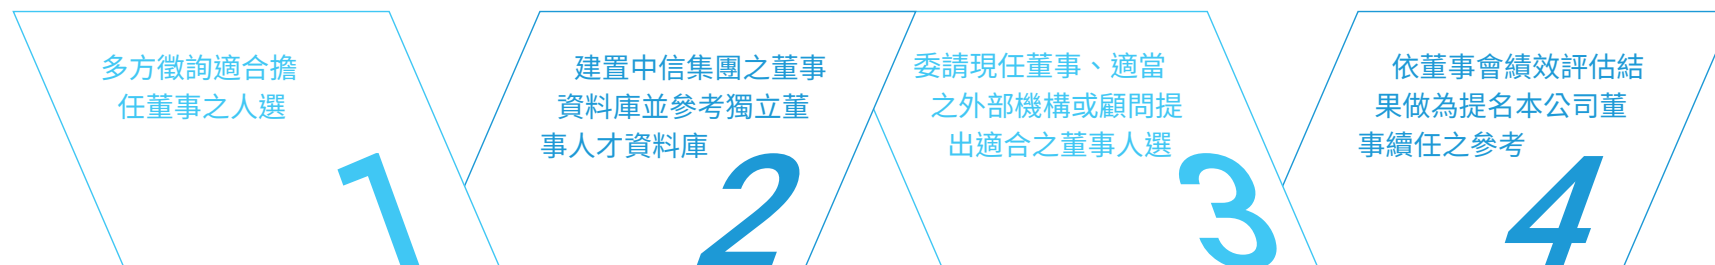 多方徵詢適合擔
任董事之人選
1
建置中信集團之董事
資料庫並參考獨立董
事人才資料庫
2
委請現任董事、適當
之外部機構或顧問提
出適合之董事人選
3
依董事會績效評估結
果做為提名本公司董
事續任之參考
4